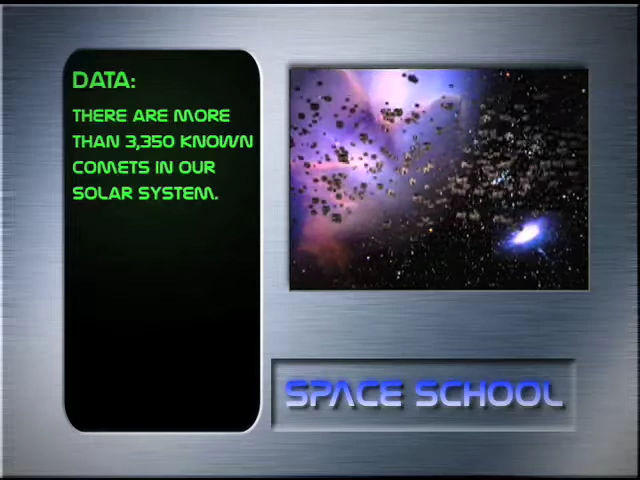 DATA:
THERE ARE MORE
THAN 3,350 KNOWN
COMETS IN OUR
SOLAR SYSTEM.
SPACE SCHOOL